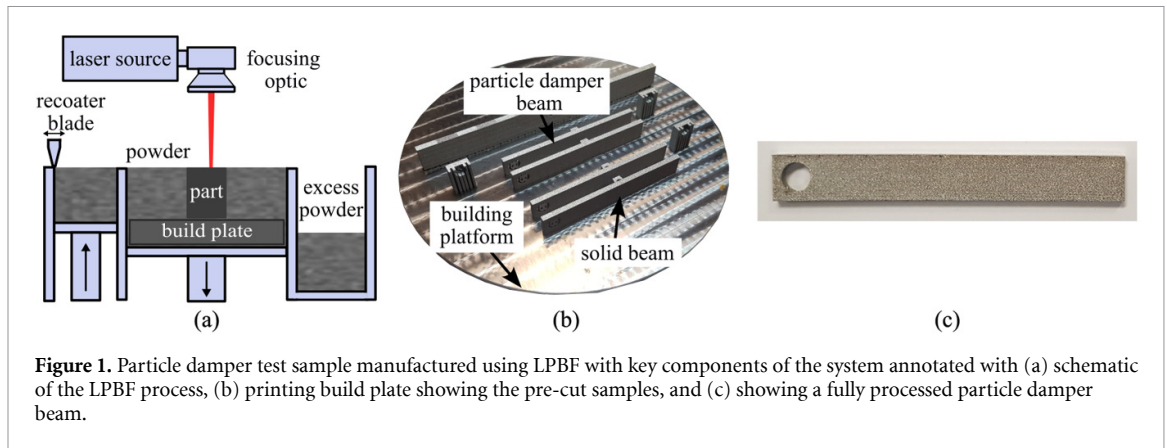 laser source
focusing
optic
recoater
blade
powder
part
build plate
excess
powder
(a)
particle damper
beam
building
platform
solid beam
(b)
(c)
Figure 1. Particle damper test sample manufactured using LPBF with key components of the system annotated with (a) schematic
of the LPBF process, (b) printing build plate showing the pre-cut samples, and (c) showing a fully processed particle damper
beam.